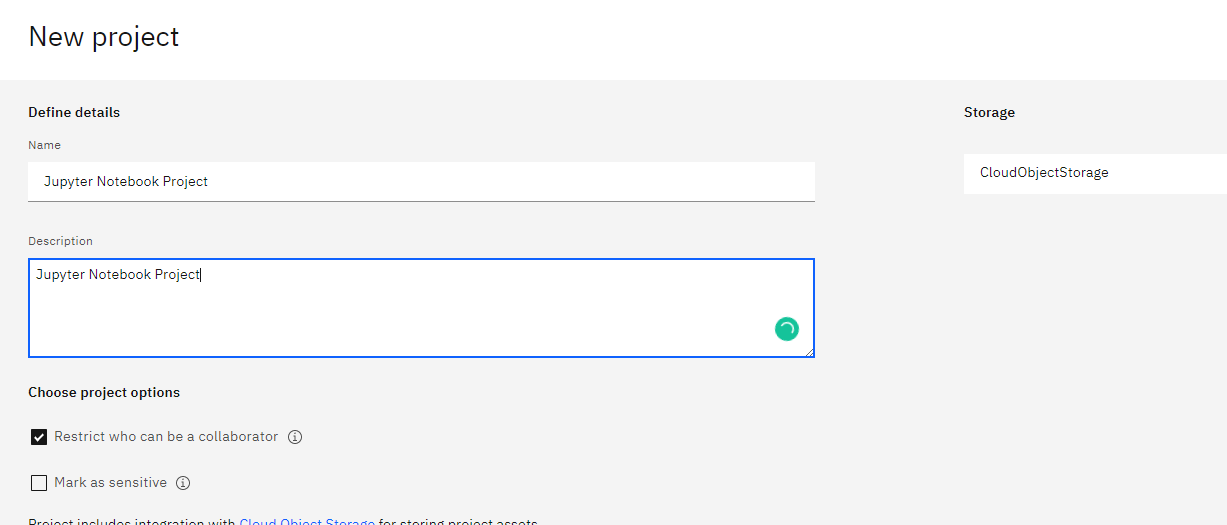 New project
Define details
Name
Jupyter Notebook Project
Description
Jupyter Notebook Project
Choose project options
Restrict who can be a collaborator
Mark as sensitive
Project includes integration with Cloud Object Storage for storing project assets.
Storage
CloudObjectStorage